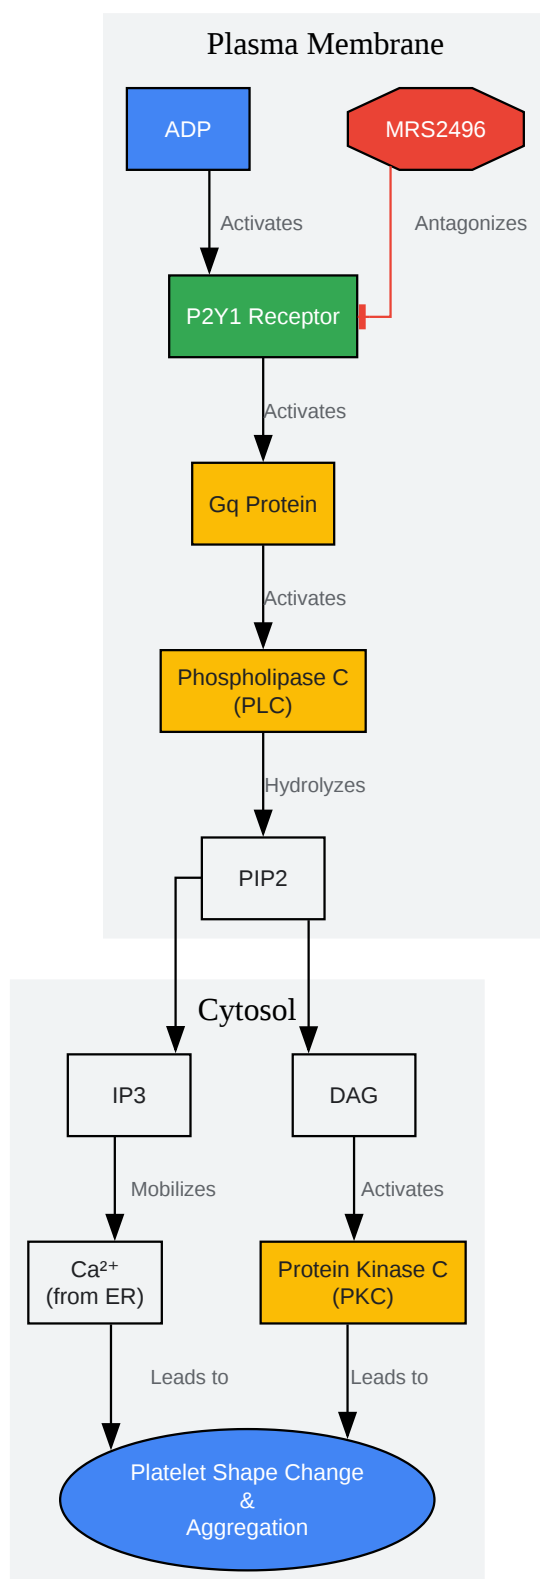 Plasma Membrane
ADP
MRS2496
Activates
Antagonizes
P2Y1 Receptor
Activates
Gq Protein
Activates
Phospholipase C
(PLC)
Hydrolyzes
PIP2
Cytosol
IP3
DAG
Mobilizes
Activates
Ca²⁺
(from ER)
Protein Kinase C
(PKC)
Leads to
Leads to
Platelet Shape Change
&
Aggregation